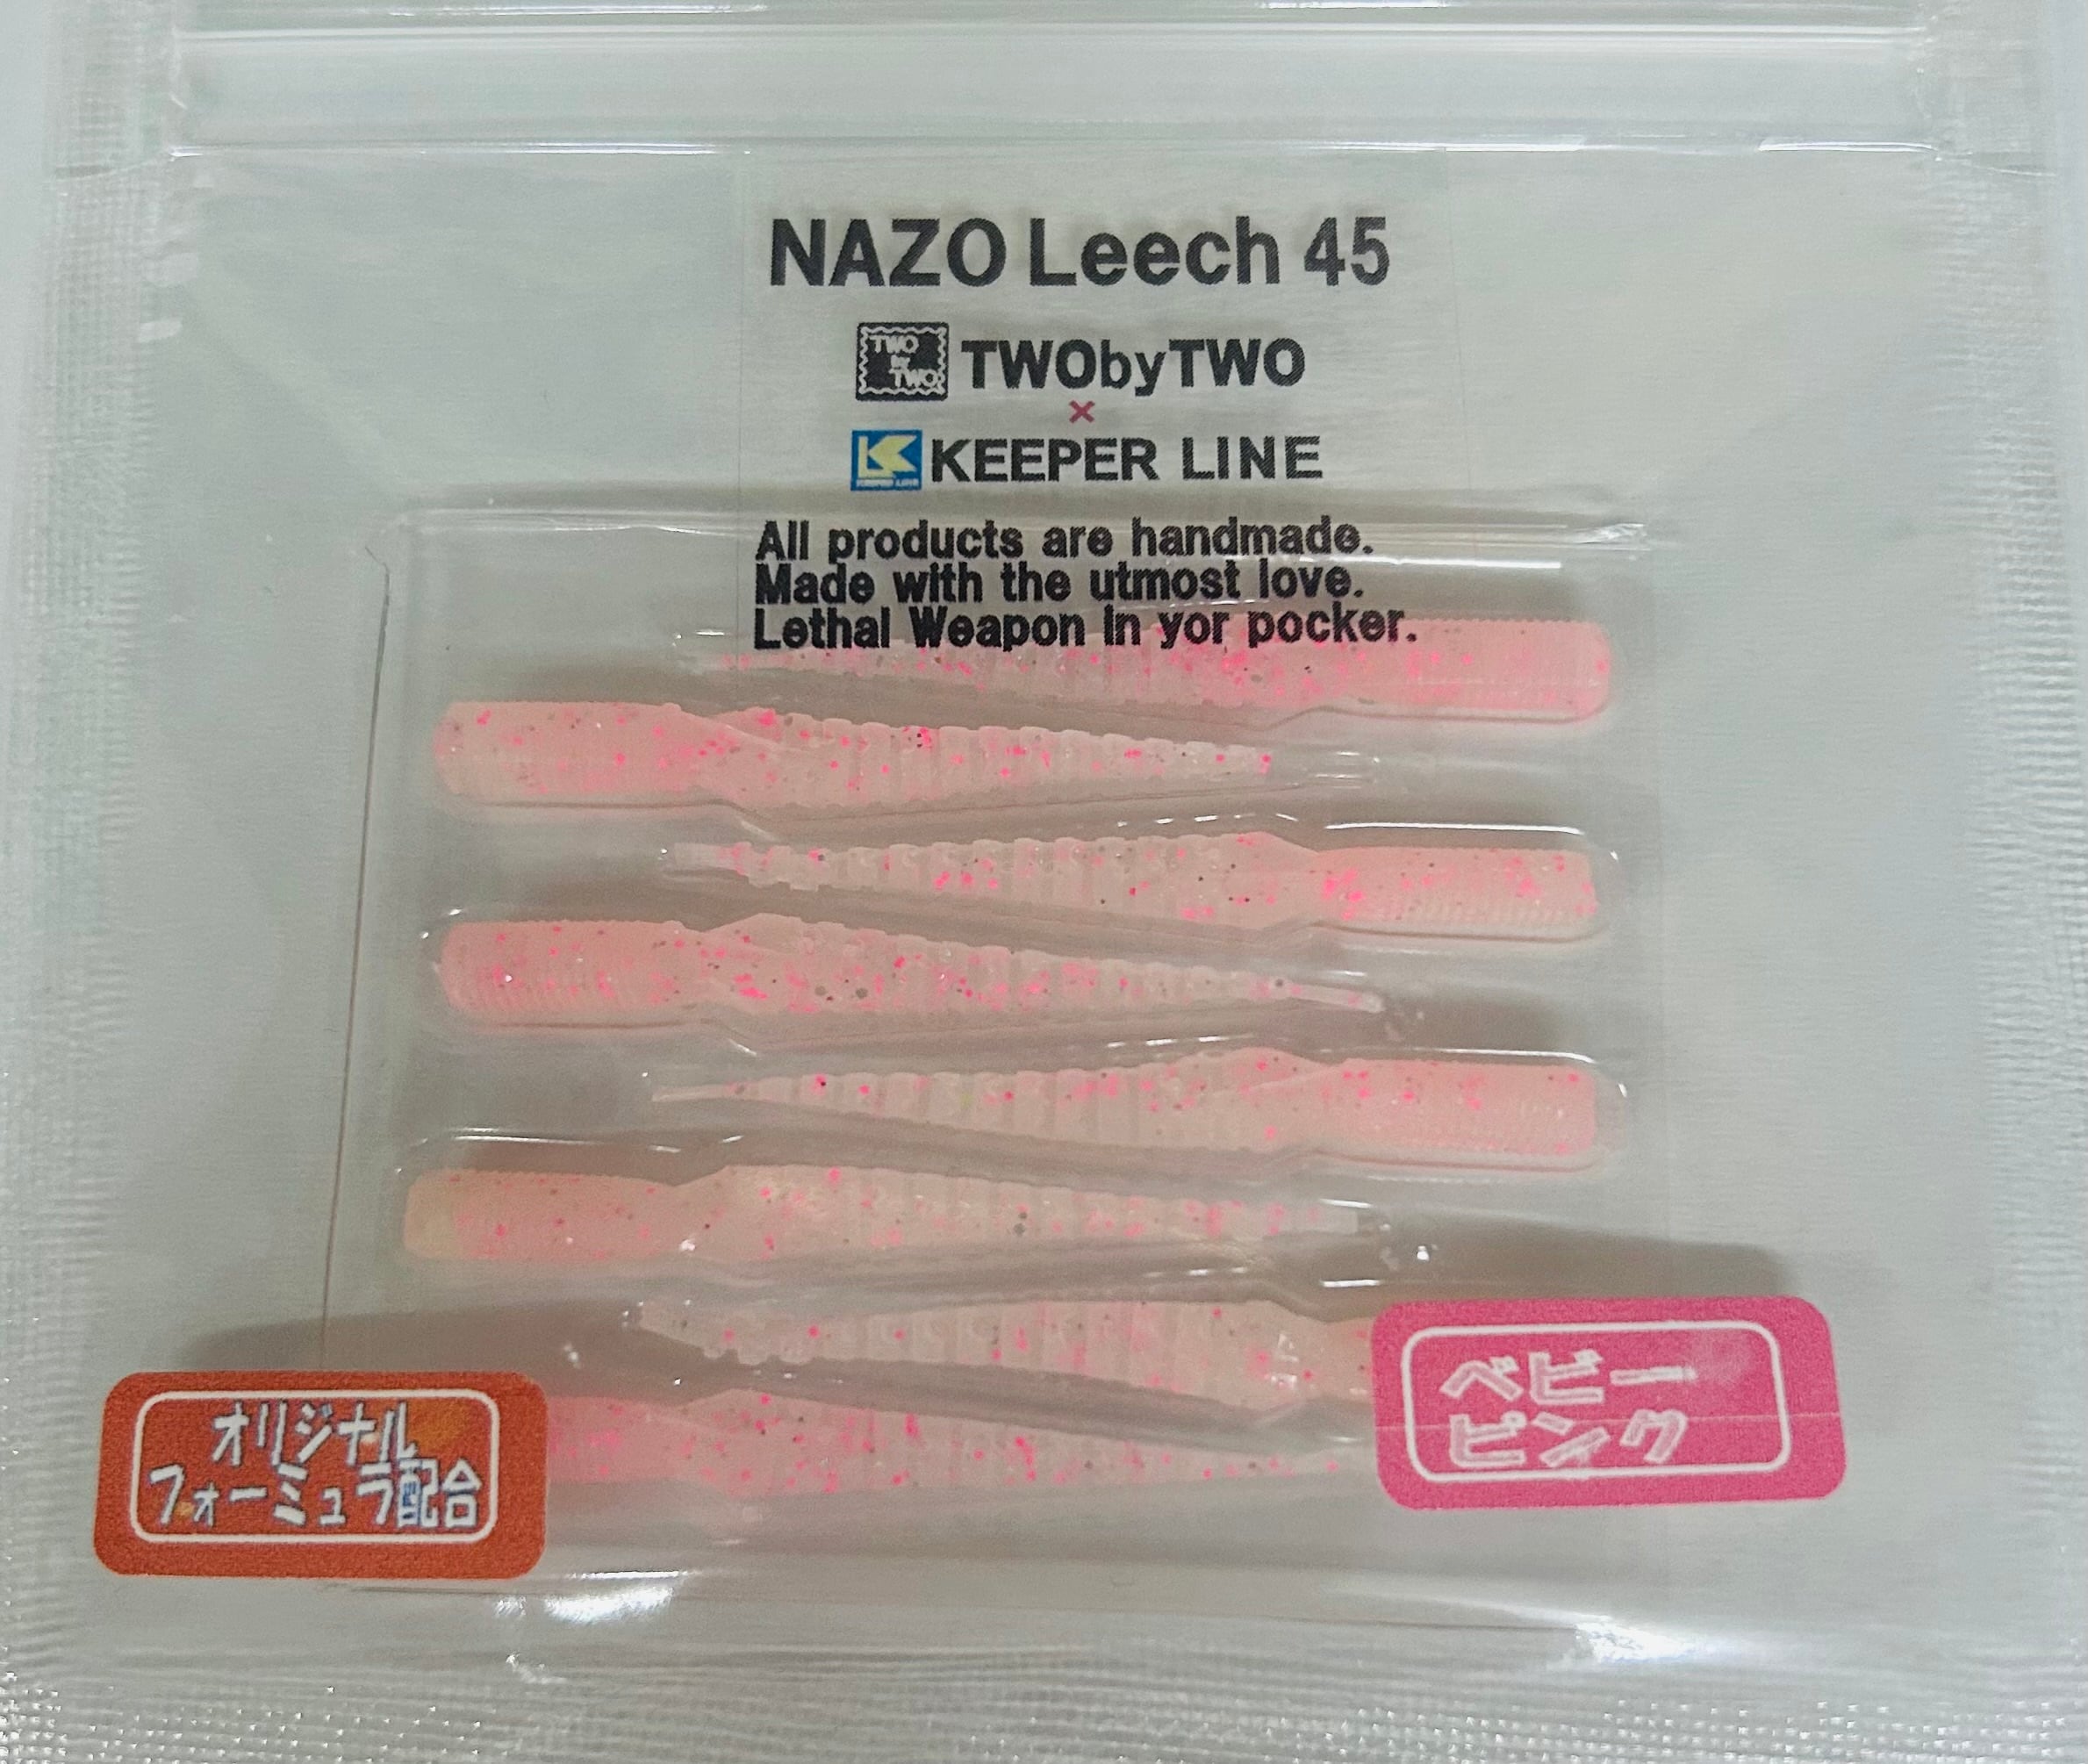 NAZO Leech 45
TWO
by
TWO
TWObyTWO
×
KEEPER LINE
KEEPER LINE
All products are handmade.
Made with the utmost love.
Lethal Weapon in yor pocker.
ベビー
ピンク
オリジナル
フォーミュラ配合